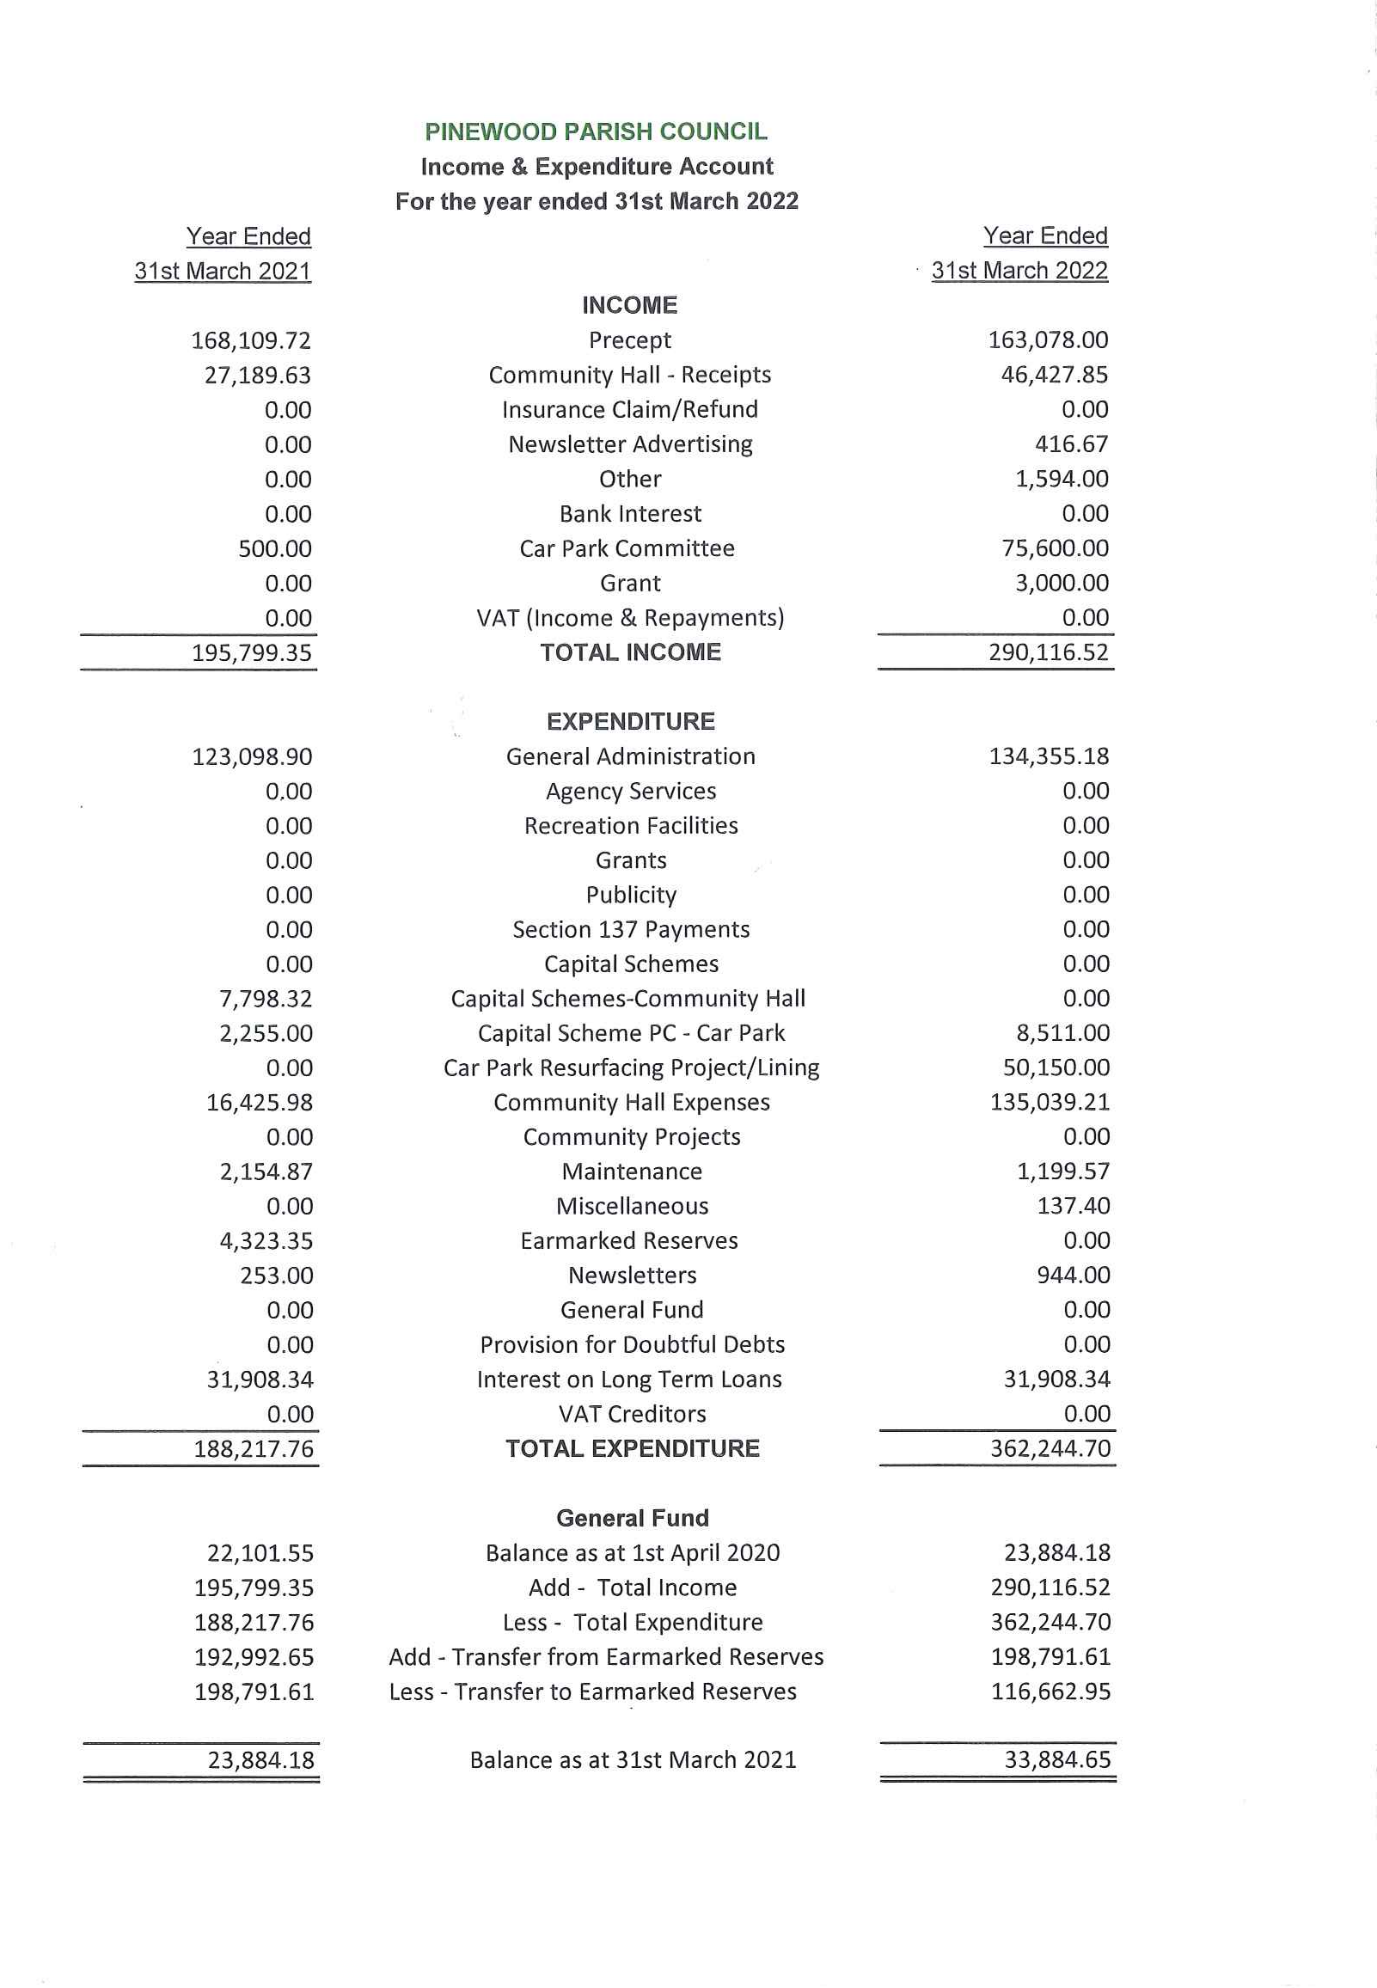 PINEWOOD PARISH COUNCIL
Income & Expenditure Account
For the year ended 31st March 2022
Year Ended Year Ended
31st March 2021 31st March 2022
INCOME
168,109.72 Precept 163,078.00
27,189.63 Community Hall - Receipts 46,427.85
0.00 Insurance Claim/Refund 0.00
0.00 Newsletter Advertising 416.67
0.00 Other 1,594.00
0.00 Bank Interest 0.00
500.00 Car Park Committee 75,600.00
0.00 Grant 3,000.00
0.00 VAT (Income & Repayments) 0.00
195,799.35 TOTAL INCOME 290,116.52
EXPENDITURE
123,098.90 General Administration 134,355.18
0.00 Agency Services 0.00
0.00 Recreation Facilities 0.00
0.00 Grants 0.00
0.00 Publicity 0.00
0.00 Section 137 Payments 0.00
0.00 Capital Schemes 0.00
7,798.32 Capital Schemes-Community Hall 0.00
2,255.00 Capital Scheme PC - Car Park 8,511.00
0.00 Car Park Resurfacing Project/Lining 50,150.00
16,425.98 Community Hall Expenses 135,039.21
0.00 Community Projects 0.00
2,154.87 Maintenance 1,199.57
0.00 Miscellaneous 137.40
4,323.35 Earmarked Reserves 0.00
253.00 Newsletters 944.00
0.00 General Fund 0.00
0.00 Provision for Doubtful Debts 0.00
31,908.34 Interest on Long Term Loans 31,908.34
0.00 VAT Creditors 0.00
188,217.76 TOTAL EXPENDITURE 362,244.70
General Fund
22,101.55 Balance as at 1st April 2020 23,884.18
195,799.35 Add - Total Income 290,116.52
188,217.76 Less - Total Expenditure 362,244.70
192,992.65 Add - Transfer from Earmarked Reserves 198,791.61
198,791.61 Less - Transfer to Earmarked Reserves 116,662.95
23,884.18 Balance as at 31st March 2021 33,884.65